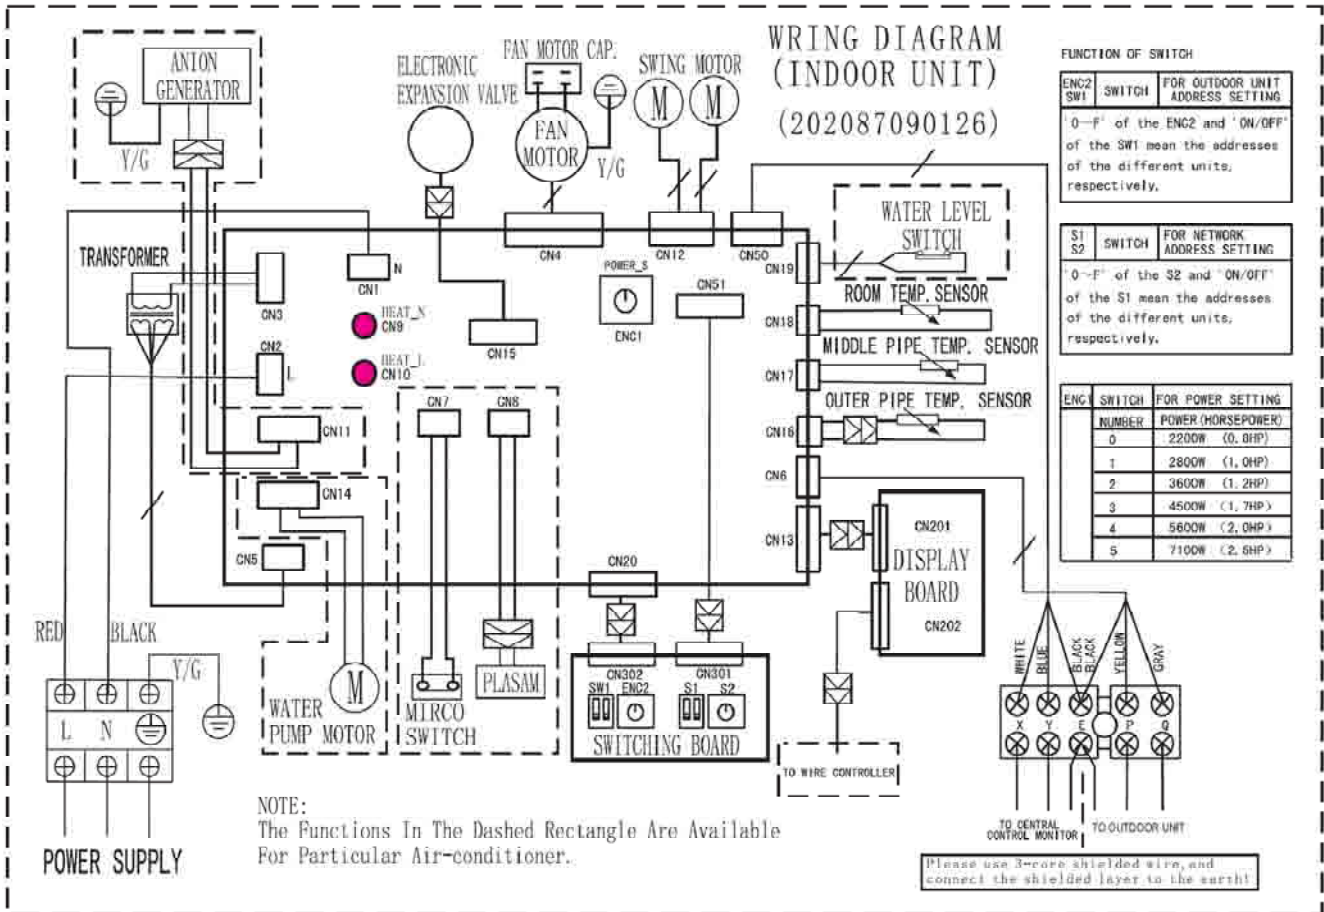 WRING DIAGRAM
(INDOOR UNIT)
(202087090126)
ANION
GENERATOR
Y/G
ELECTRONIC
EXPANSION VALVE
FAN MOTOR CAP.
FAN
MOTOR
Y/G
SWING MOTOR
M
M
FUNCTION OF SWITCH
ENC2
SW1
SWITCH
FOR OUTDOOR UNIT
ADDRESS SETTING
'0-F' of the ENC2 and 'ON/OFF'
of the SW1 mean the addresses
of the different units,
respectively.
S1
S2
SWITCH
FOR NETWORK
ADDRESS SETTING
'0-F' of the S2 and 'ON/OFF'
of the S1 mean the addresses
of the different units,
respectively.
ENC1 SWITCH FOR POWER SETTING
NUMBER POWER(HORSEPOWER)
0 2200W (0.8HP)
1 2800W (1.0HP)
2 3600W (1.2HP)
3 4500W (1.7HP)
4 5600W (2.0HP)
5 7100W (2.5HP)
TRANSFORMER
CN3
CN2
L
CN1
N
HEAT_N
CN9
HEAT_L
CN10
CN15
CN4
CN12
CN50
POWER_S
ENC1
CN51
CN19
WATER LEVEL
SWITCH
CN18
ROOM TEMP. SENSOR
CN17
MIDDLE PIPE TEMP. SENSOR
CN16
OUTER PIPE TEMP. SENSOR
CN6
CN13
CN11
CN14
CN5
CN7
CN8
CN20
CN201
DISPLAY
BOARD
CN202
RED
BLACK
Y/G
L N
WATER
PUMP MOTOR
M
MIRCO
SWITCH
PLASAM
CN302
CN301
SW1 ENC2
S1 S2
SWITCHING BOARD
TO WIRE CONTROLLER
WHITE
BLUE
BLACK
BLACK
YELLOW
GRAY
X Y E P Q
TO CENTRAL
CONTROL MONITOR
TO OUTDOOR UNIT
Please use 3-core shielded wire,and
connect the shielded layer to the earth!
POWER SUPPLY
NOTE:
The Functions In The Dashed Rectangle Are Available
For Particular Air-conditioner.